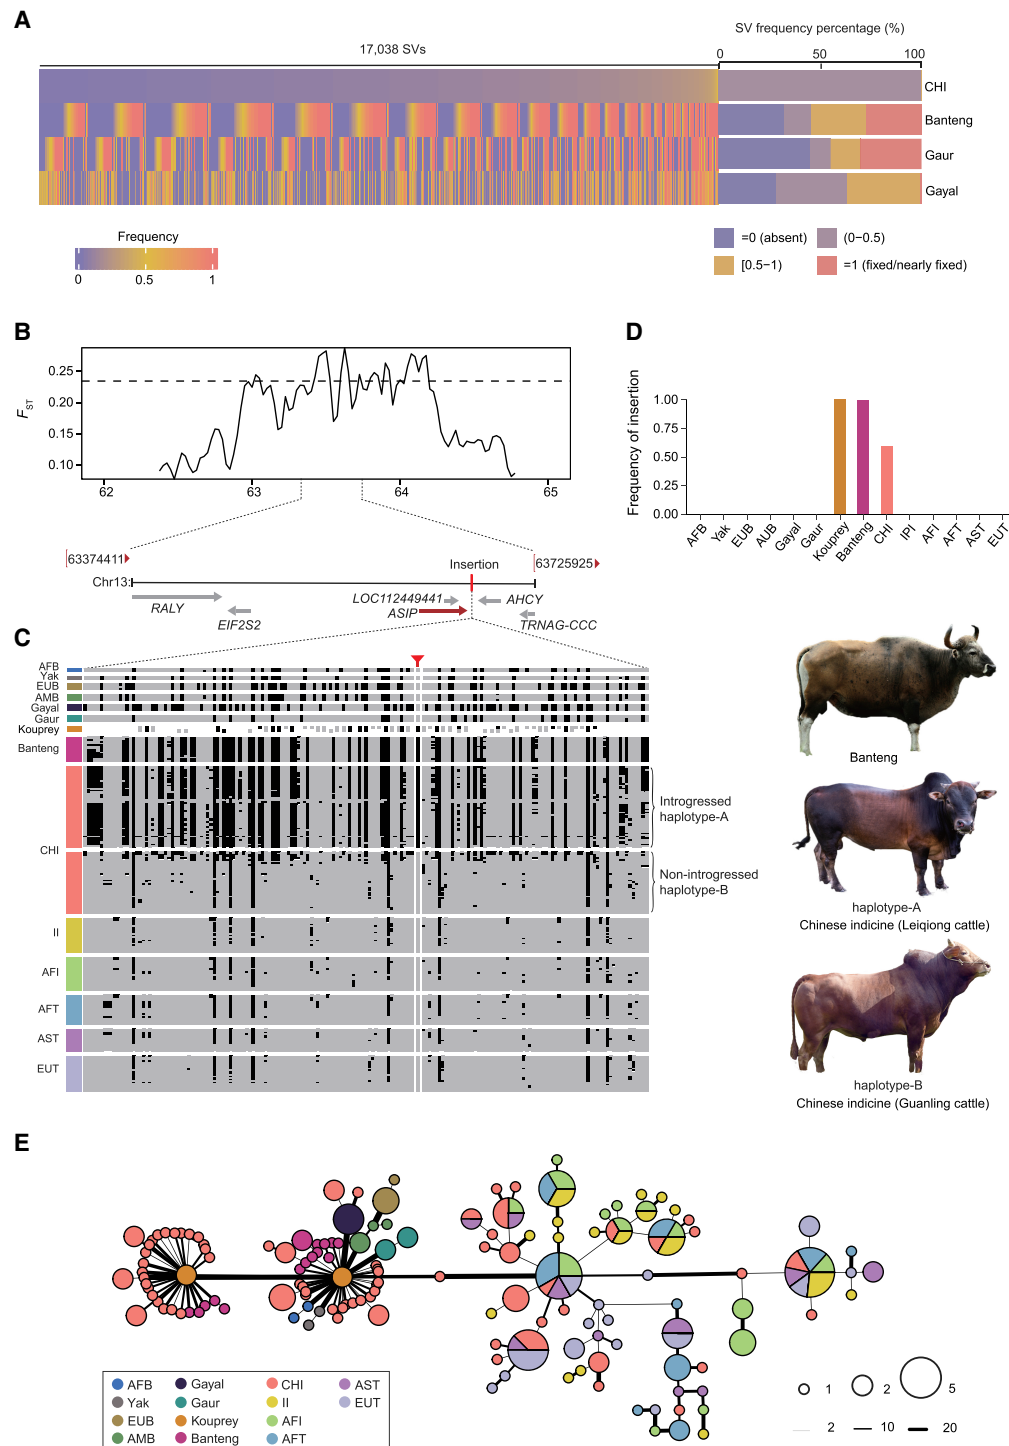 A
17,038 SVs
SV frequency percentage (%)
0 50 100
CHI
Banteng
Gaur
Gayal
Frequency
0 0.5 1
=0 (absent)
(0–0.5)
[0.5–1)
=1 (fixed/nearly fixed)
B
FST
0.25
0.20
0.15
0.10
62 63 64 65
63374411
63725925
Chr13:
Insertion
RALY
EIF2S2
LOC112449441
ASIP
AHCY
TRNAG-CCC
D
Frequency of insertion
1.00
0.75
0.50
0.25
0.00
AFB Yak EUB AUB Gayal Gaur Kouprey Banteng CHI IPI AFI AFT AST EUT
C
AFB
Yak
EUB
AMB
Gayal
Gaur
Kouprey
Banteng
CHI
II
AFI
AFT
AST
EUT
Introgressed
haplotype-A
Non-introgressed
haplotype-B
Banteng
haplotype-A
Chinese indicine (Leiqiong cattle)
haplotype-B
Chinese indicine (Guanling cattle)
E
AFB Gayal CHI AST
Yak Gaur II EUT
EUB Kouprey AFI
AMB Banteng AFT
1 2 5
2 10 20